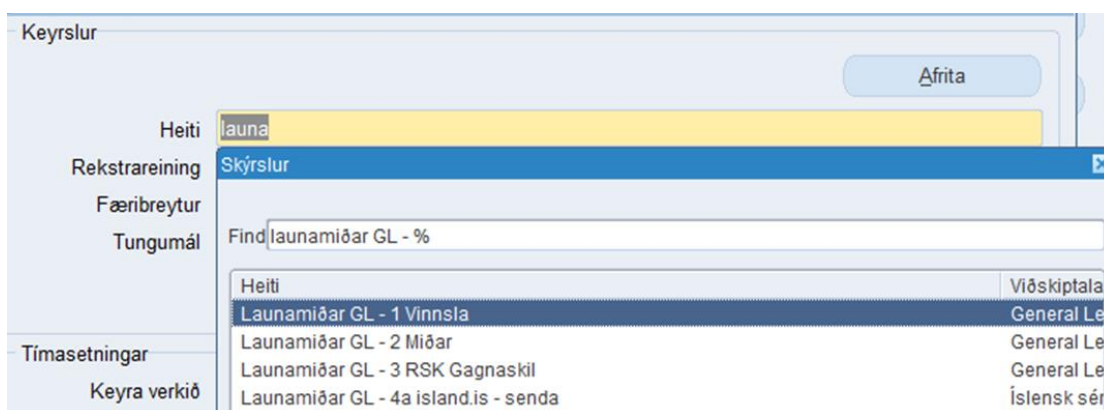 Keyrslur
Afrita
Heiti launa
Rekstrareining Skýrslur
Færibreytur
Tungumál Find launamiðar GL - %
Heiti Viðskiptala
Launamiðar GL - 1 Vinnsla General Le
Launamiðar GL - 2 Miðar General Le
Tímasetningar
Launamiðar GL - 3 RSK Gagnaskil General Le
Keyra verkið Launamiðar GL - 4a island.is - senda Íslensk sér